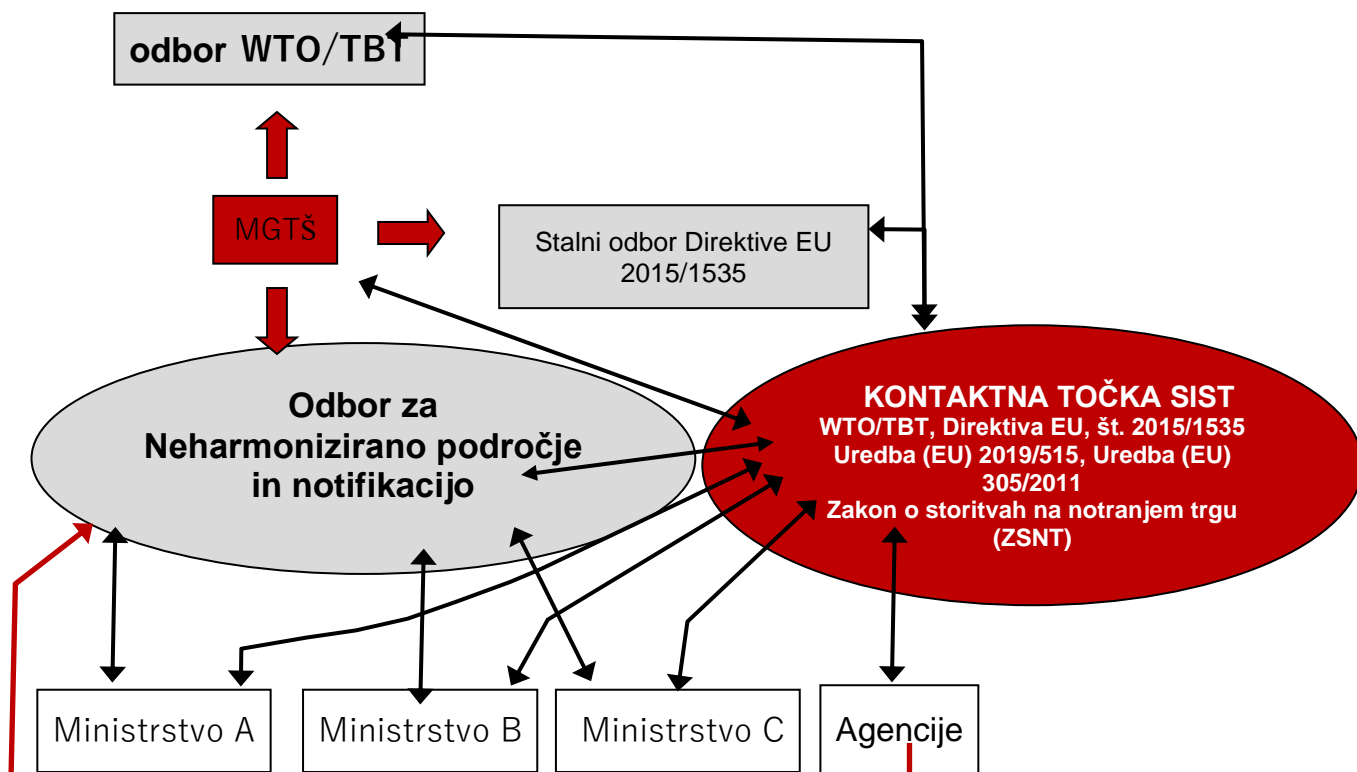 odbor WTO/TBT
MGTŠ
Stalni odbor Direktive EU
2015/1535
Odbor za
Neharmonizirano področje
in notifikacijo
KONTAKTNA TOČKA SIST
WTO/TBT, Direktiva EU, št. 2015/1535
Uredba (EU) 2019/515, Uredba (EU)
305/2011
Zakon o storitvah na notranjem trgu
(ZSNT)
Ministrstvo A
Ministrstvo B
Ministrstvo C
Agencije